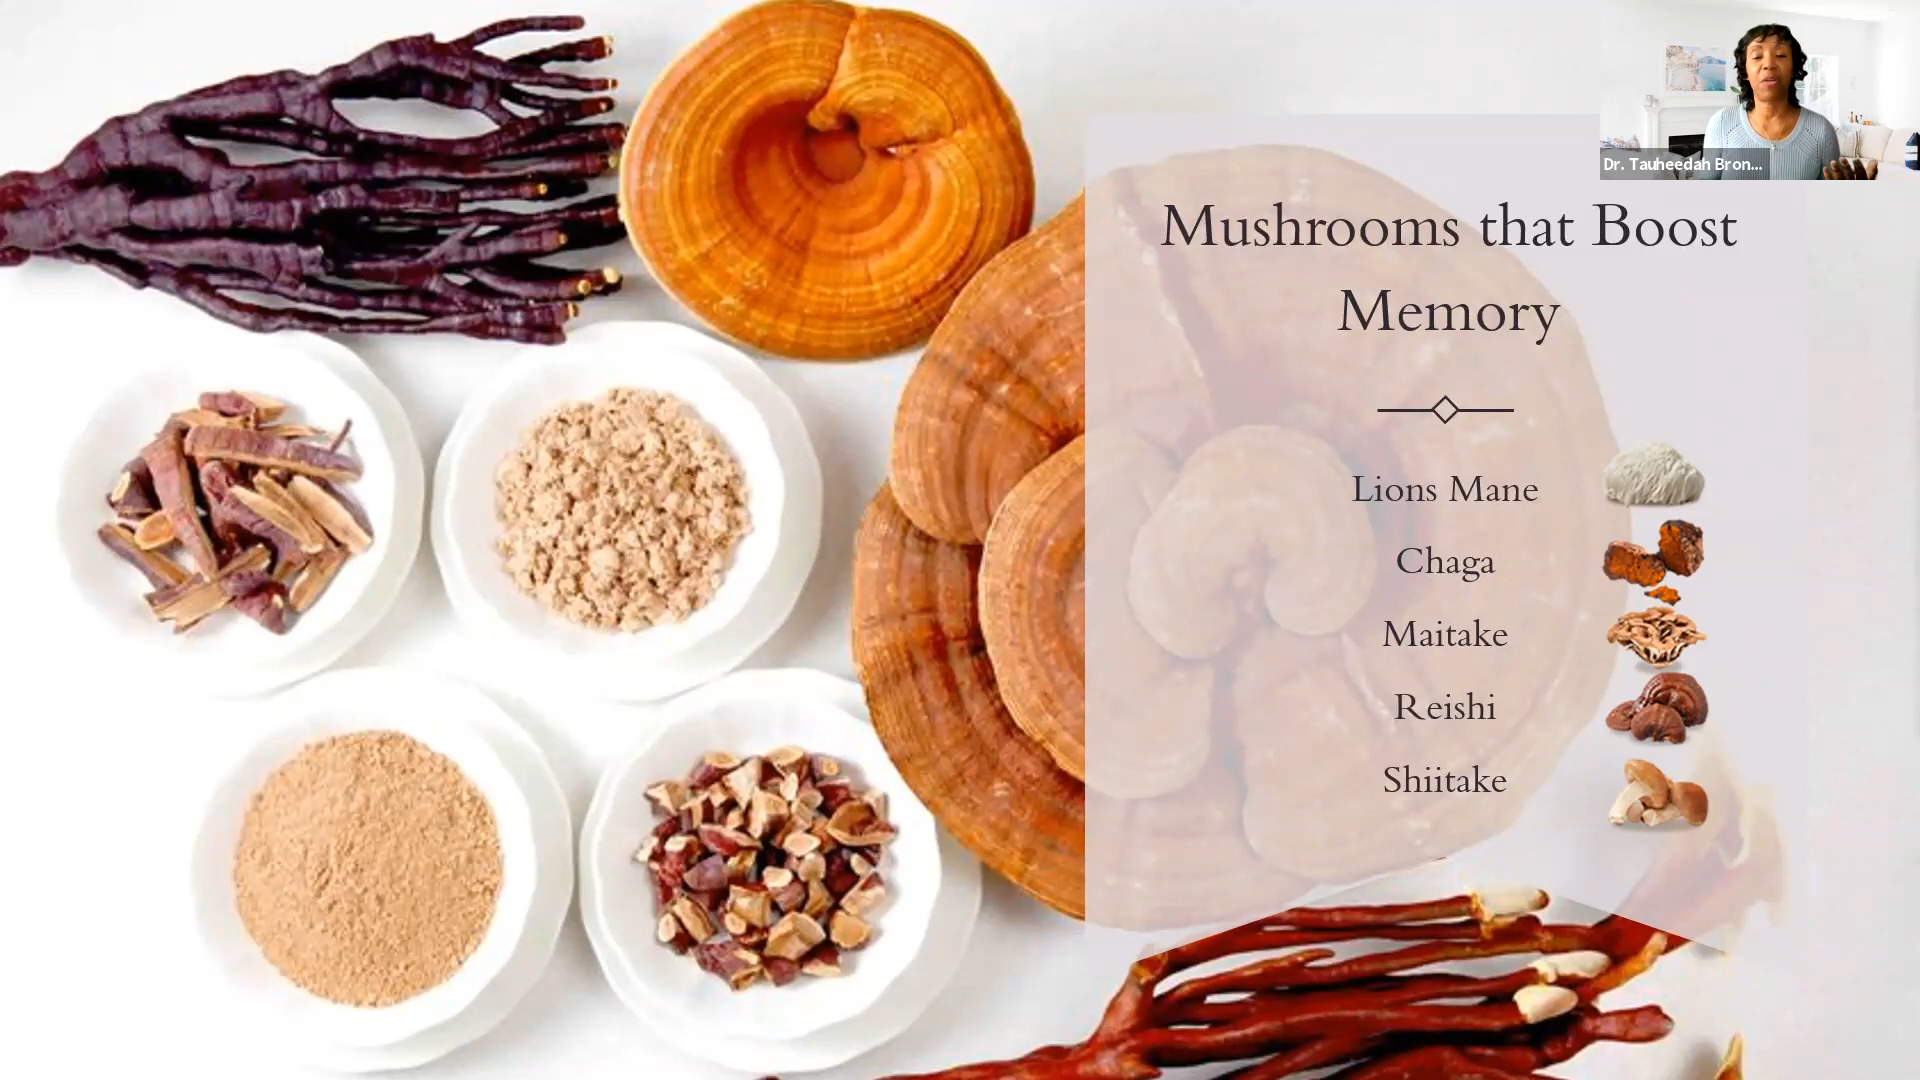 Dr. Tauheedah Bron...
Mushrooms that Boost
Memory
Lions Mane
Chaga
Maitake
Reishi
Shiitake